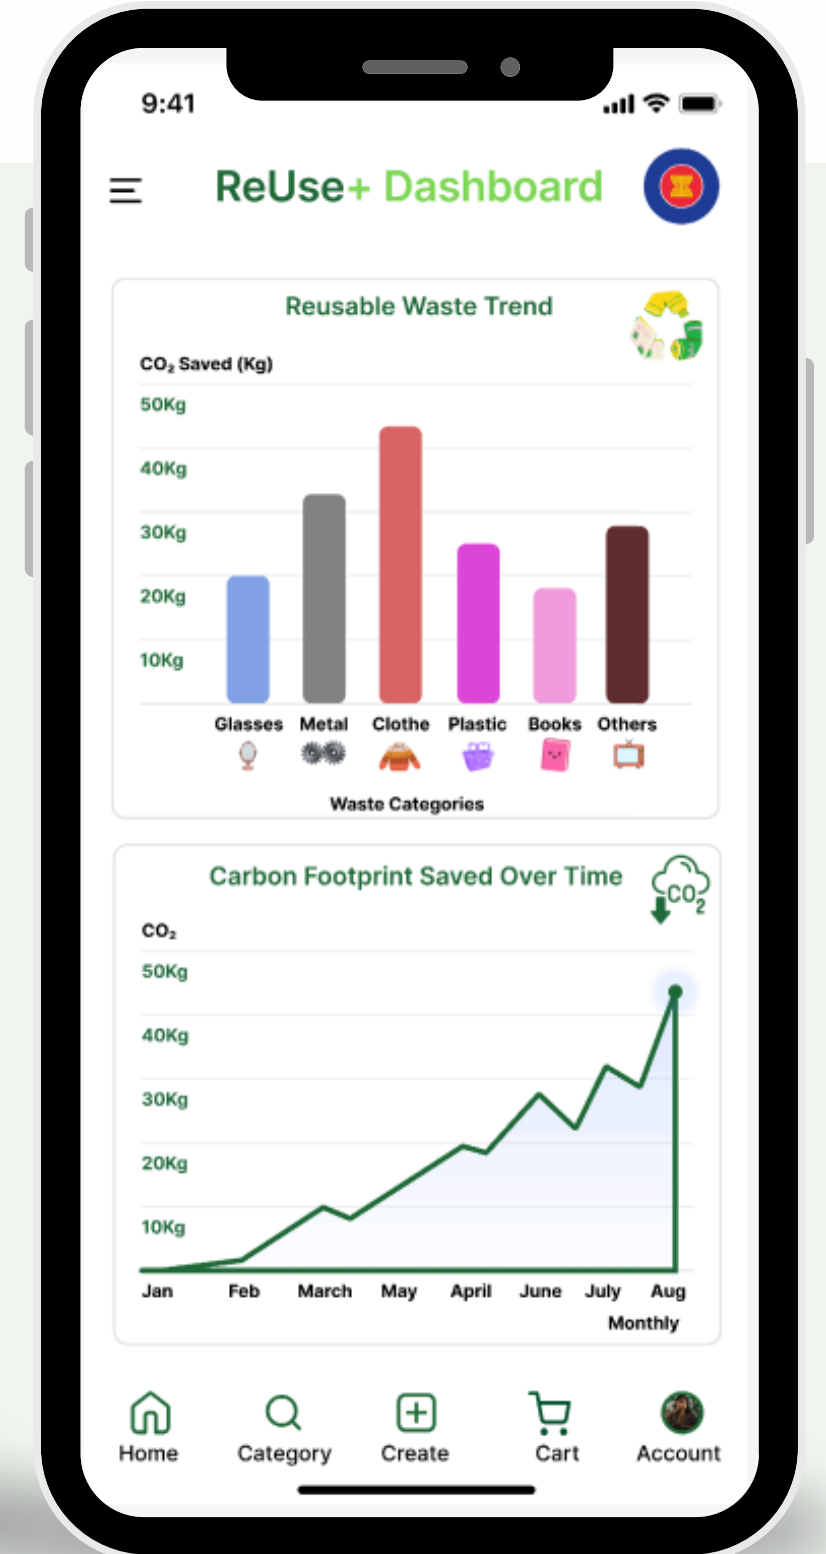 9:41
ReUse+ Dashboard
Reusable Waste Trend
CO₂ Saved (Kg)
50Kg
40Kg
30Kg
20Kg
10Kg
Glasses Metal Clothe Plastic Books Others
Waste Categories
Carbon Footprint Saved Over Time
CO₂
CO₂
50Kg
40Kg
30Kg
20Kg
10Kg
Jan Feb March May April June July Aug
Monthly
Home Category Create Cart Account